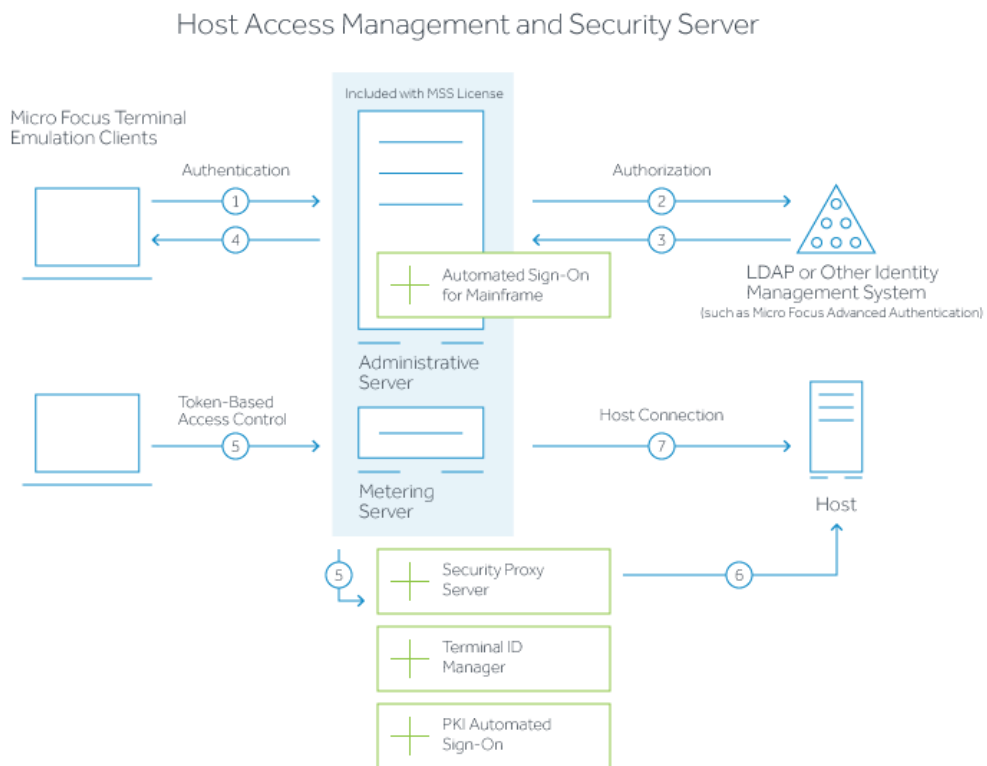 Host Access Management and Security Server
Included with MSS License
Micro Focus Terminal
Emulation Clients
Authentication
1
4
Authorization
2
3
Automated Sign-On
for Mainframe
LDAP or Other Identity
Management System
(such as Micro Focus Advanced Authentication)
Administrative
Server
Token-Based
Access Control
5
Host Connection
7
Metering
Server
Host
5
Security Proxy
Server
6
Terminal ID
Manager
PKI Automated
Sign-On